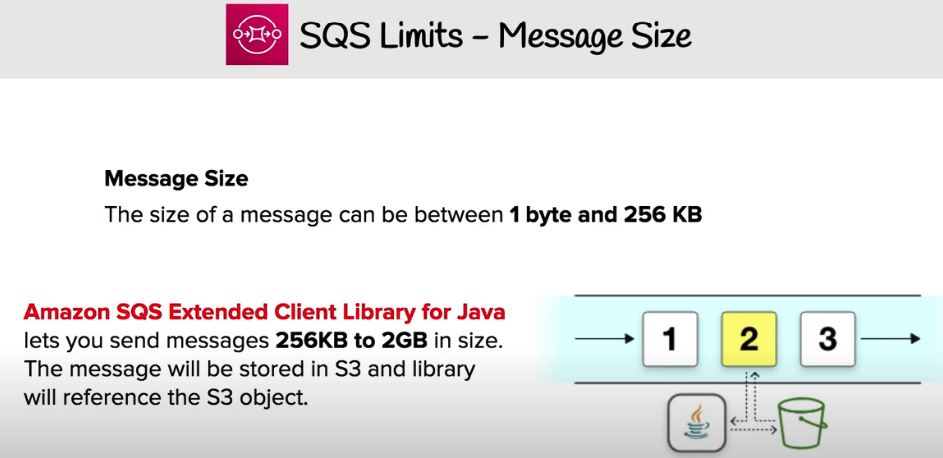 SQS Limits – Message Size
Message Size
The size of a message can be between 1 byte and 256 KB
Amazon SQS Extended Client Library for Java
lets you send messages 256KB to 2GB in size.
The message will be stored in S3 and library
will reference the S3 object.
1 2 3